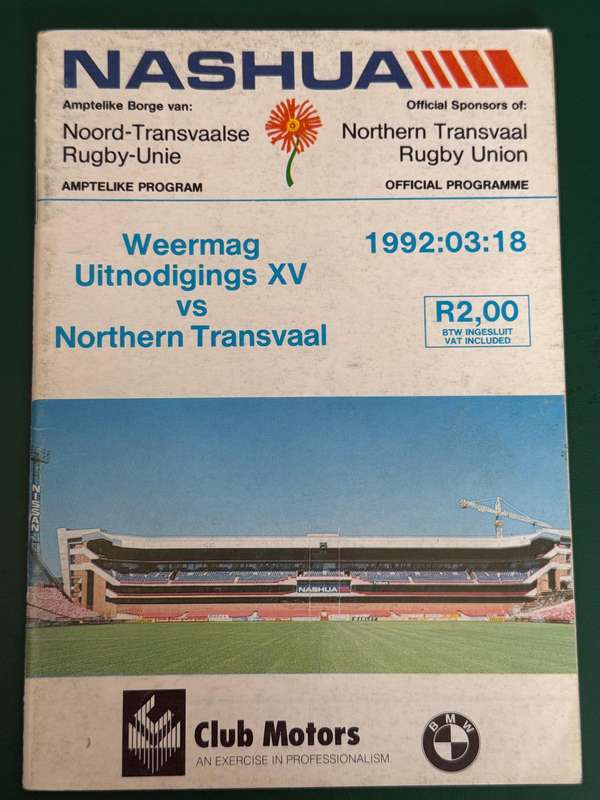 NASHUA
Amptelike Borge van:
Noord-Transvaalse
Rugby-Unie
AMPTELIKE PROGRAM
Official Sponsors of:
Northern Transvaal
Rugby Union
OFFICIAL PROGRAMME
Weermag
Uitnodigings XV
vs
Northern Transvaal
1992:03:18
R2,00
BTW INGESLUIT
VAT INCLUDED
NISSAN
NASHUA
Club Motors
AN EXERCISE IN PROFESSIONALISM
BMW